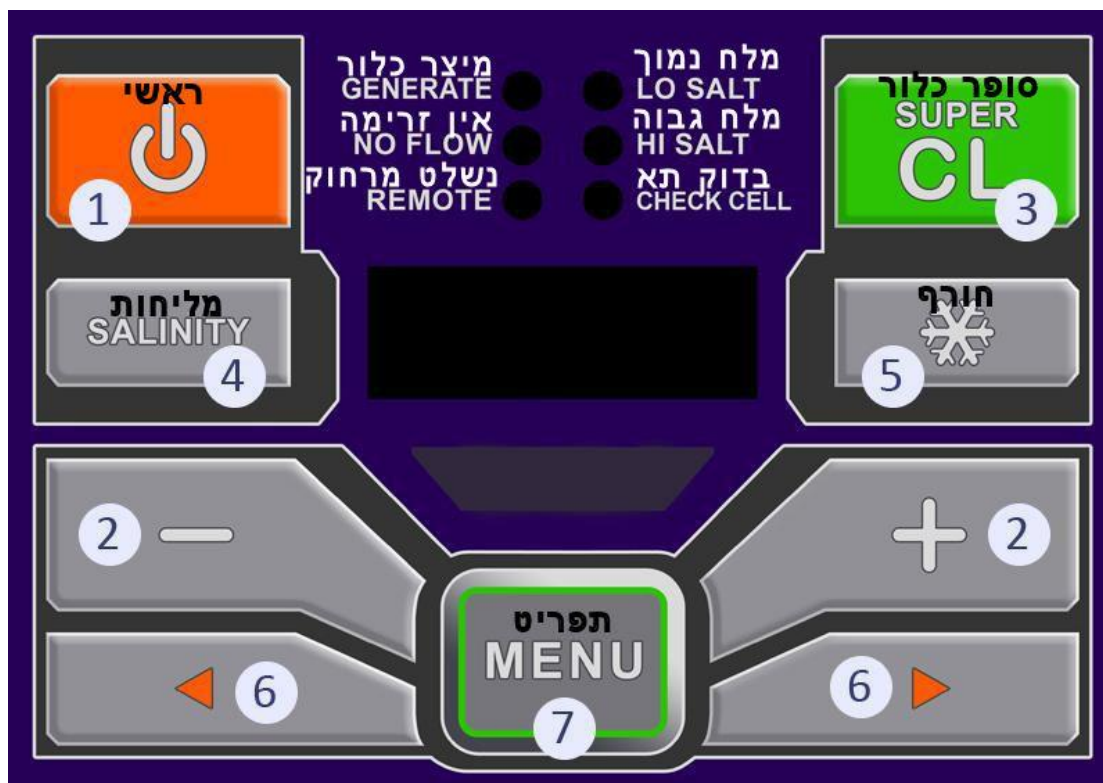 ראשי
1
מיצר כלור
GENERATE
אין זרימה
NO FLOW
נשלט מרחוק
REMOTE
מלח נמוך
LO SALT
מלח גבוה
HI SALT
בדוק תא
CHECK CELL
סופר כלור
SUPER
CL
3
מליחות
SALINITY
4
חורף
5
2
2
תפריט
MENU
7
6
6